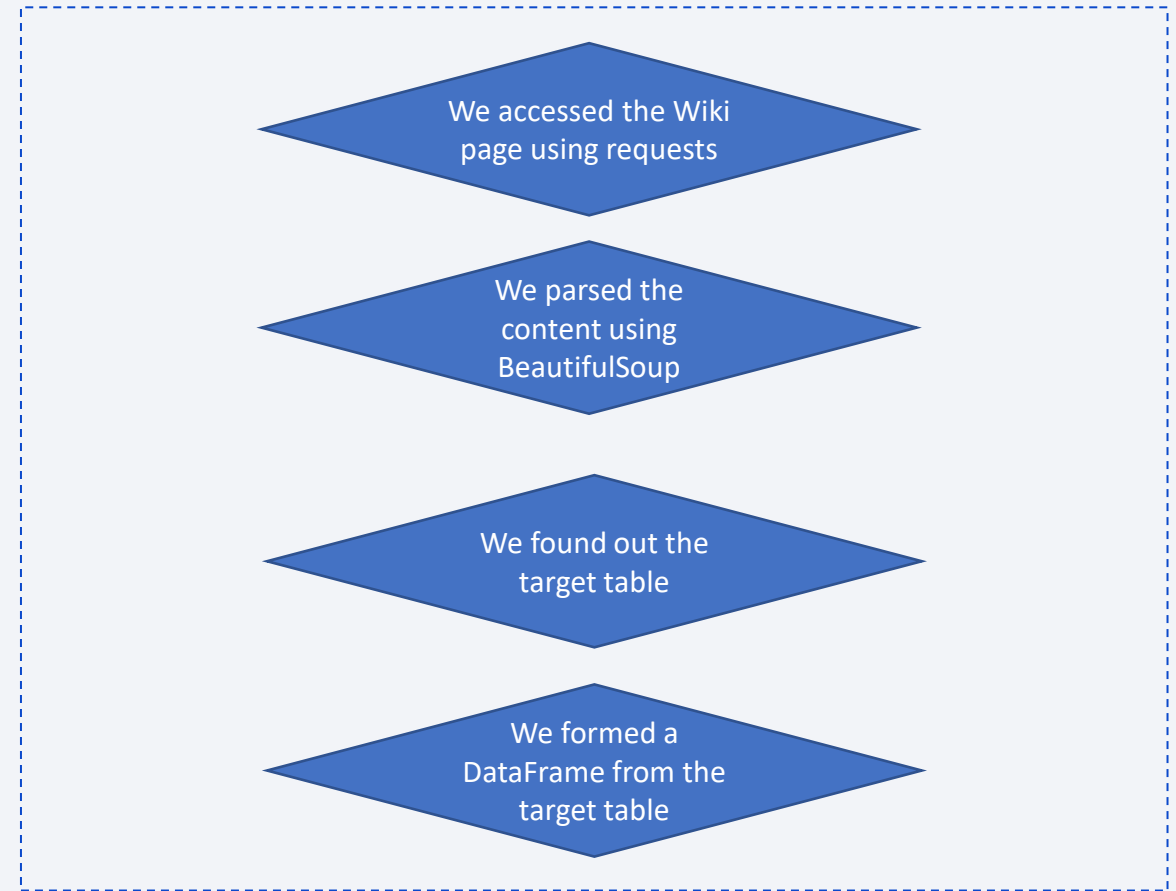 We accessed the Wiki
page using requests
We parsed the
content using
BeautifulSoup
We found out the
target table
We formed a
DataFrame from the
target table